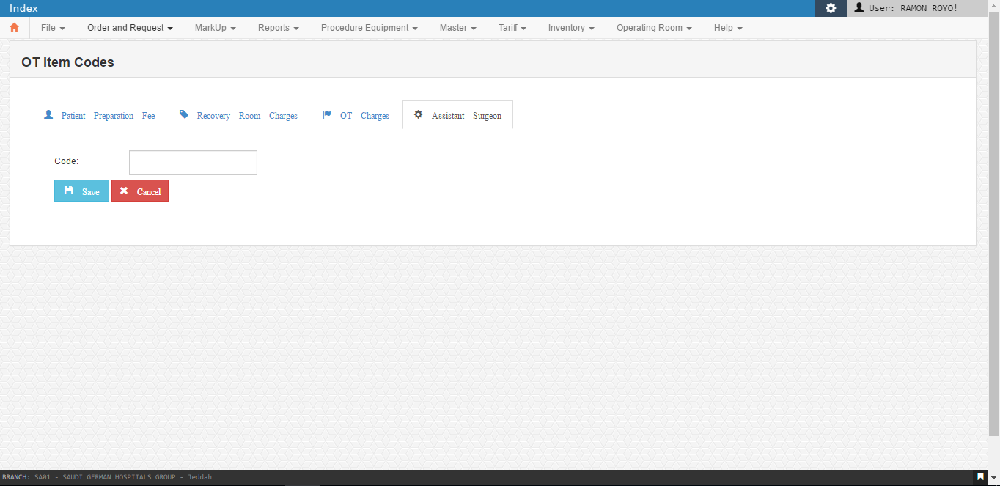 Index
User: RAMON ROYO!
File Order and Request MarkUp Reports Procedure Equipment Master Tariff Inventory Operating Room Help
OT Item Codes
Patient Preparation Fee Recovery Room Charges OT Charges Assistant Surgeon
Code:
Save Cancel
BRANCH: SA01 - SAUDI GERMAN HOSPITALS GROUP - Jeddah